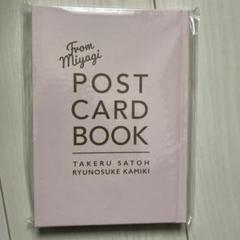 From
Miyagi
POST
CARD
BOOK
TAKERU SATOH
RYUNOSUKE KAMIKI